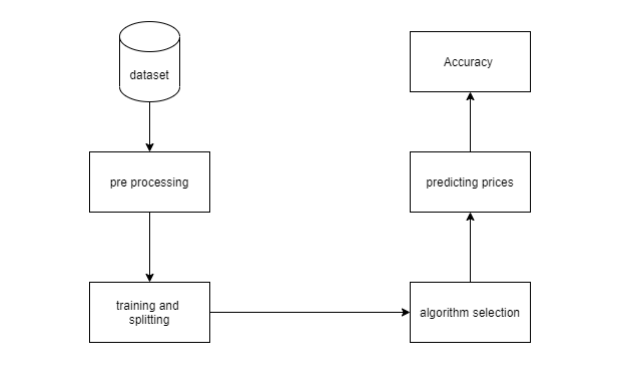 dataset
pre processing
training and
splitting
algorithm selection
predicting prices
Accuracy